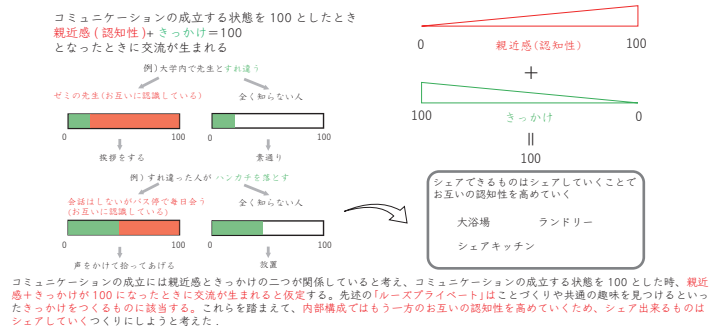 コミュニケーションの成立する状態を 100 としたとき
親近感 ( 認知性 )+ きっかけ＝100
となったときに交流が生まれる
例 ) 大学内で先生とすれ違う
ゼミの先生(お互いに認識している)
全く知らない人
0
100
0
100
挨拶をする
素通り
例 ) すれ違った人が ハンカチを落とす
会話はしないがバス停で毎日会う
(お互いに認識している)
全く知らない人
0
100
0
100
声をかけて拾ってあげる
放置
0
親近感(認知性)
100
+
100
きっかけ
0
||
100
シェアできるものはシェアしていくことで
お互いの認知性を高めていく
大浴場
ランドリー
シェアキッチン
コミュニケーションの成立には親近感ときっかけの二つが関係していると考え、コミュニケーションの成立する状態を 100 とした時、親近
感＋きっかけが 100 になったときに交流が生まれると仮定する。先述の「ルーズプライベート」はことづくりや共通の趣味を見つけるといっ
たきっかけをつくるものに該当する。これらを踏まえて、内部構成ではもう一方のお互いの認知性を高めていくため、シェア出来るものは
シェアしていくつくりにしようと考えた .